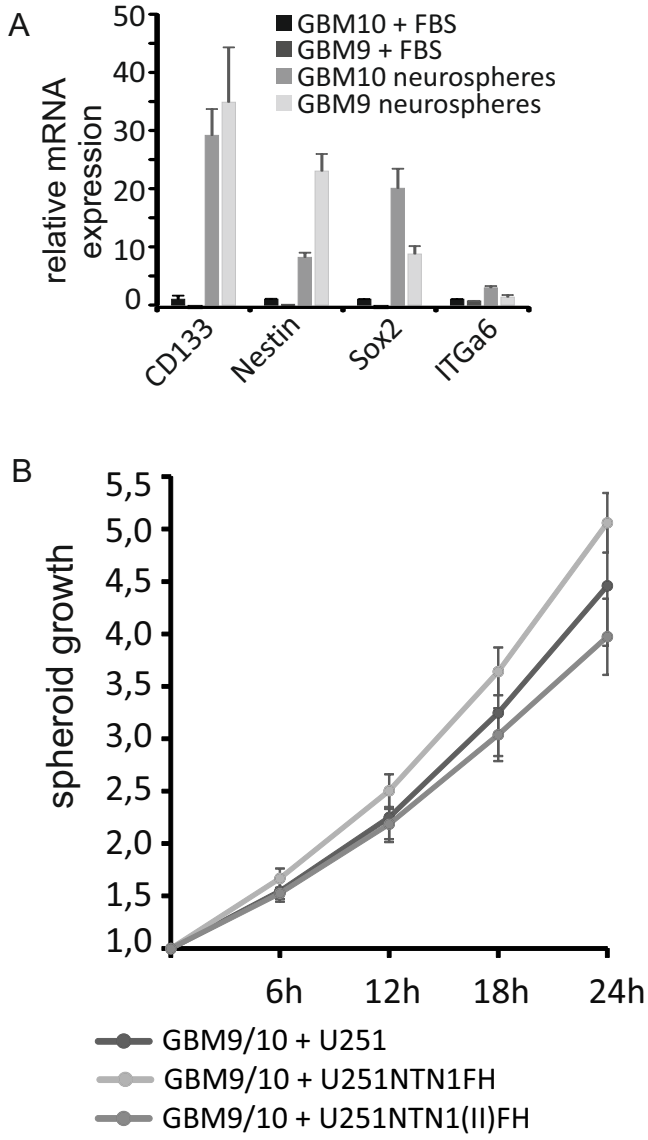 A
50
40
30
20
10
0
relative mRNA
expression
GBM10 + FBS
GBM9 + FBS
GBM10 neurospheres
GBM9 neurospheres
CD133
Nestin
Sox2
ITGa6
B
5,5
5,0
4,5
4,0
3,5
3,0
2,5
2,0
1,5
1,0
spheroid growth
6h
12h
18h
24h
GBM9/10 + U251
GBM9/10 + U251NTN1FH
GBM9/10 + U251NTN1(II)FH